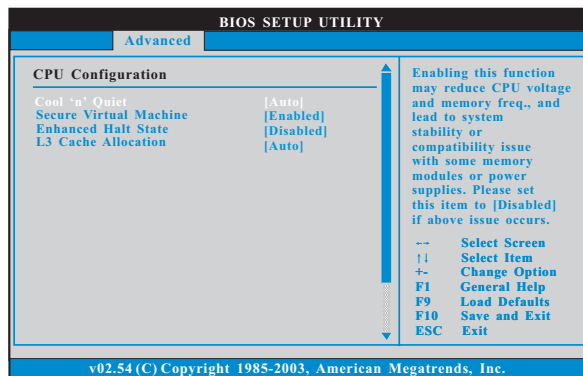 BIOS SETUP UTILITY
Advanced
CPU Configuration
Cool ‘n’ Quiet [Auto]
Secure Virtual Machine [Enabled]
Enhanced Halt State [Disabled]
L3 Cache Allocation [Auto]
Enabling this function
may reduce CPU voltage
and memory freq., and
lead to system
stability or
compatibility issue
with some memory
modules or power
supplies. Please set
this item to [Disabled]
if above issue occurs.
←→ Select Screen
↑↓ Select Item
+- Change Option
F1 General Help
F9 Load Defaults
F10 Save and Exit
ESC Exit
v02.54 (C) Copyright 1985-2003, American Megatrends, Inc.